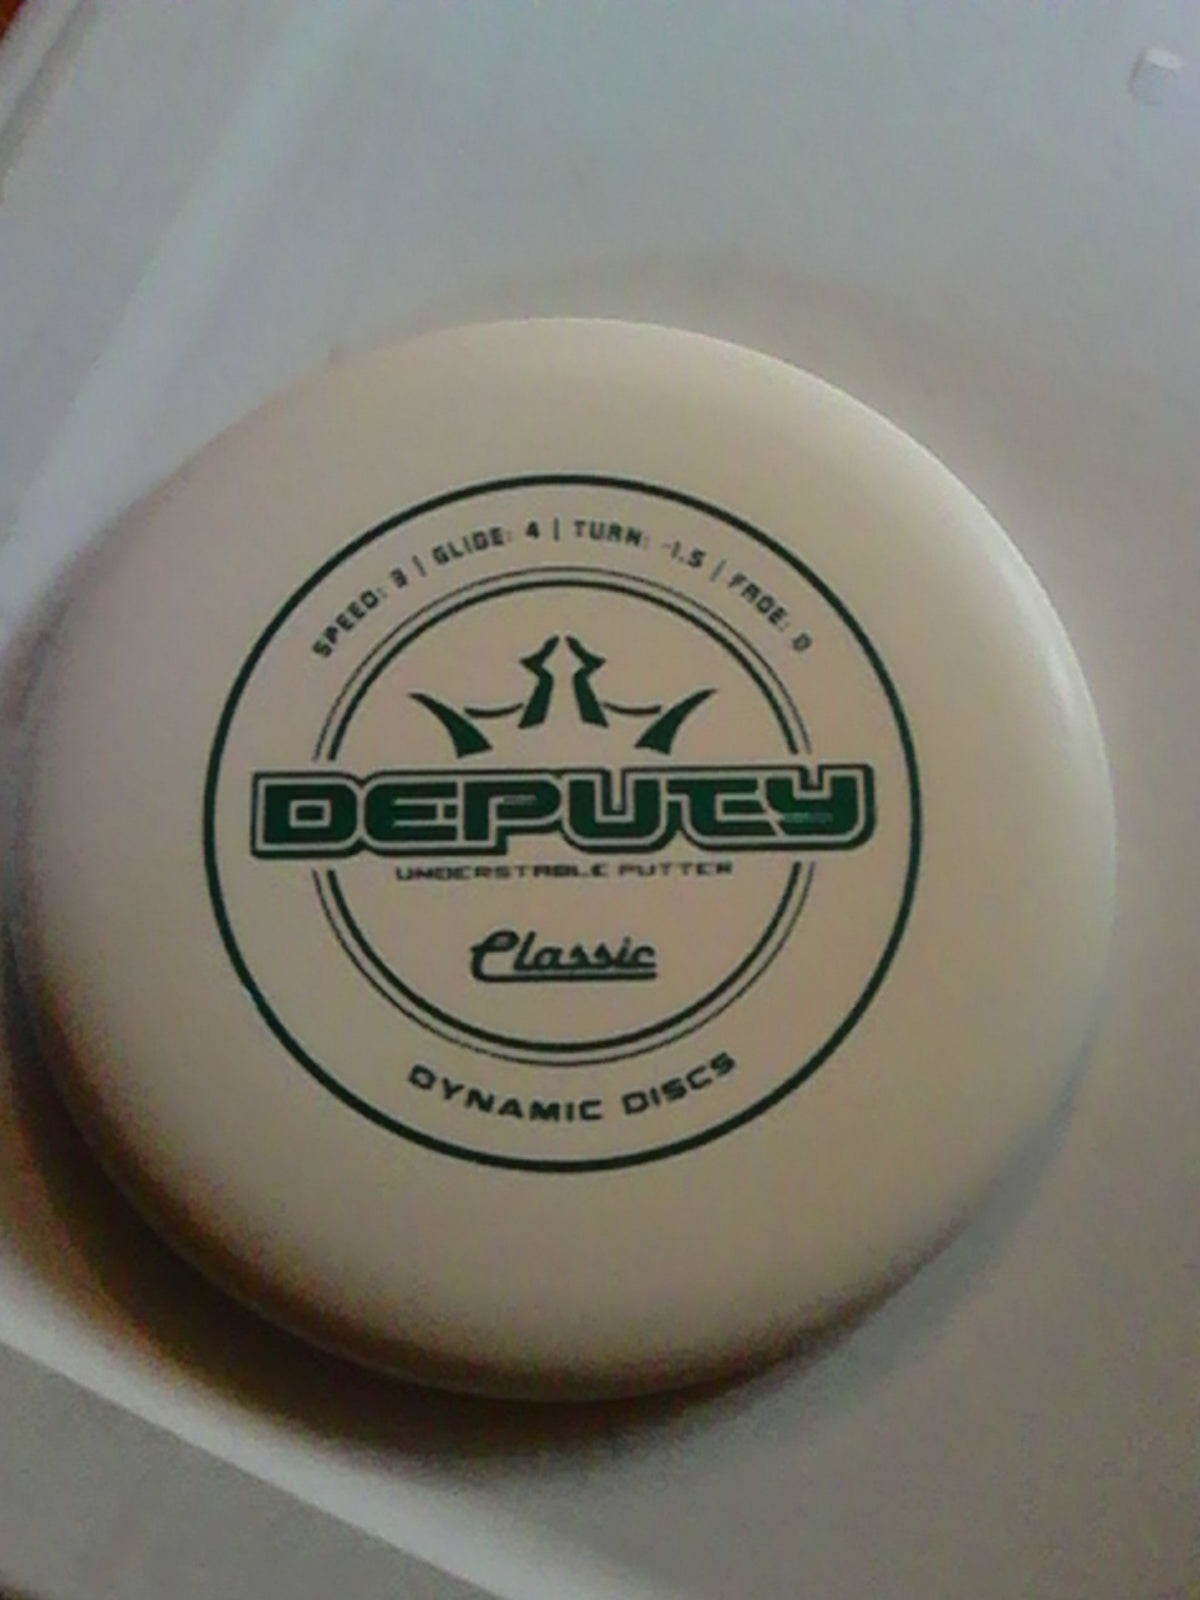 SPEED: 3 | GLIDE: 4 | TURN: -1.5 | FADE: 0
DEPUTY
UNDERSTABLE PUTTER
Classic
DYNAMIC DISCS